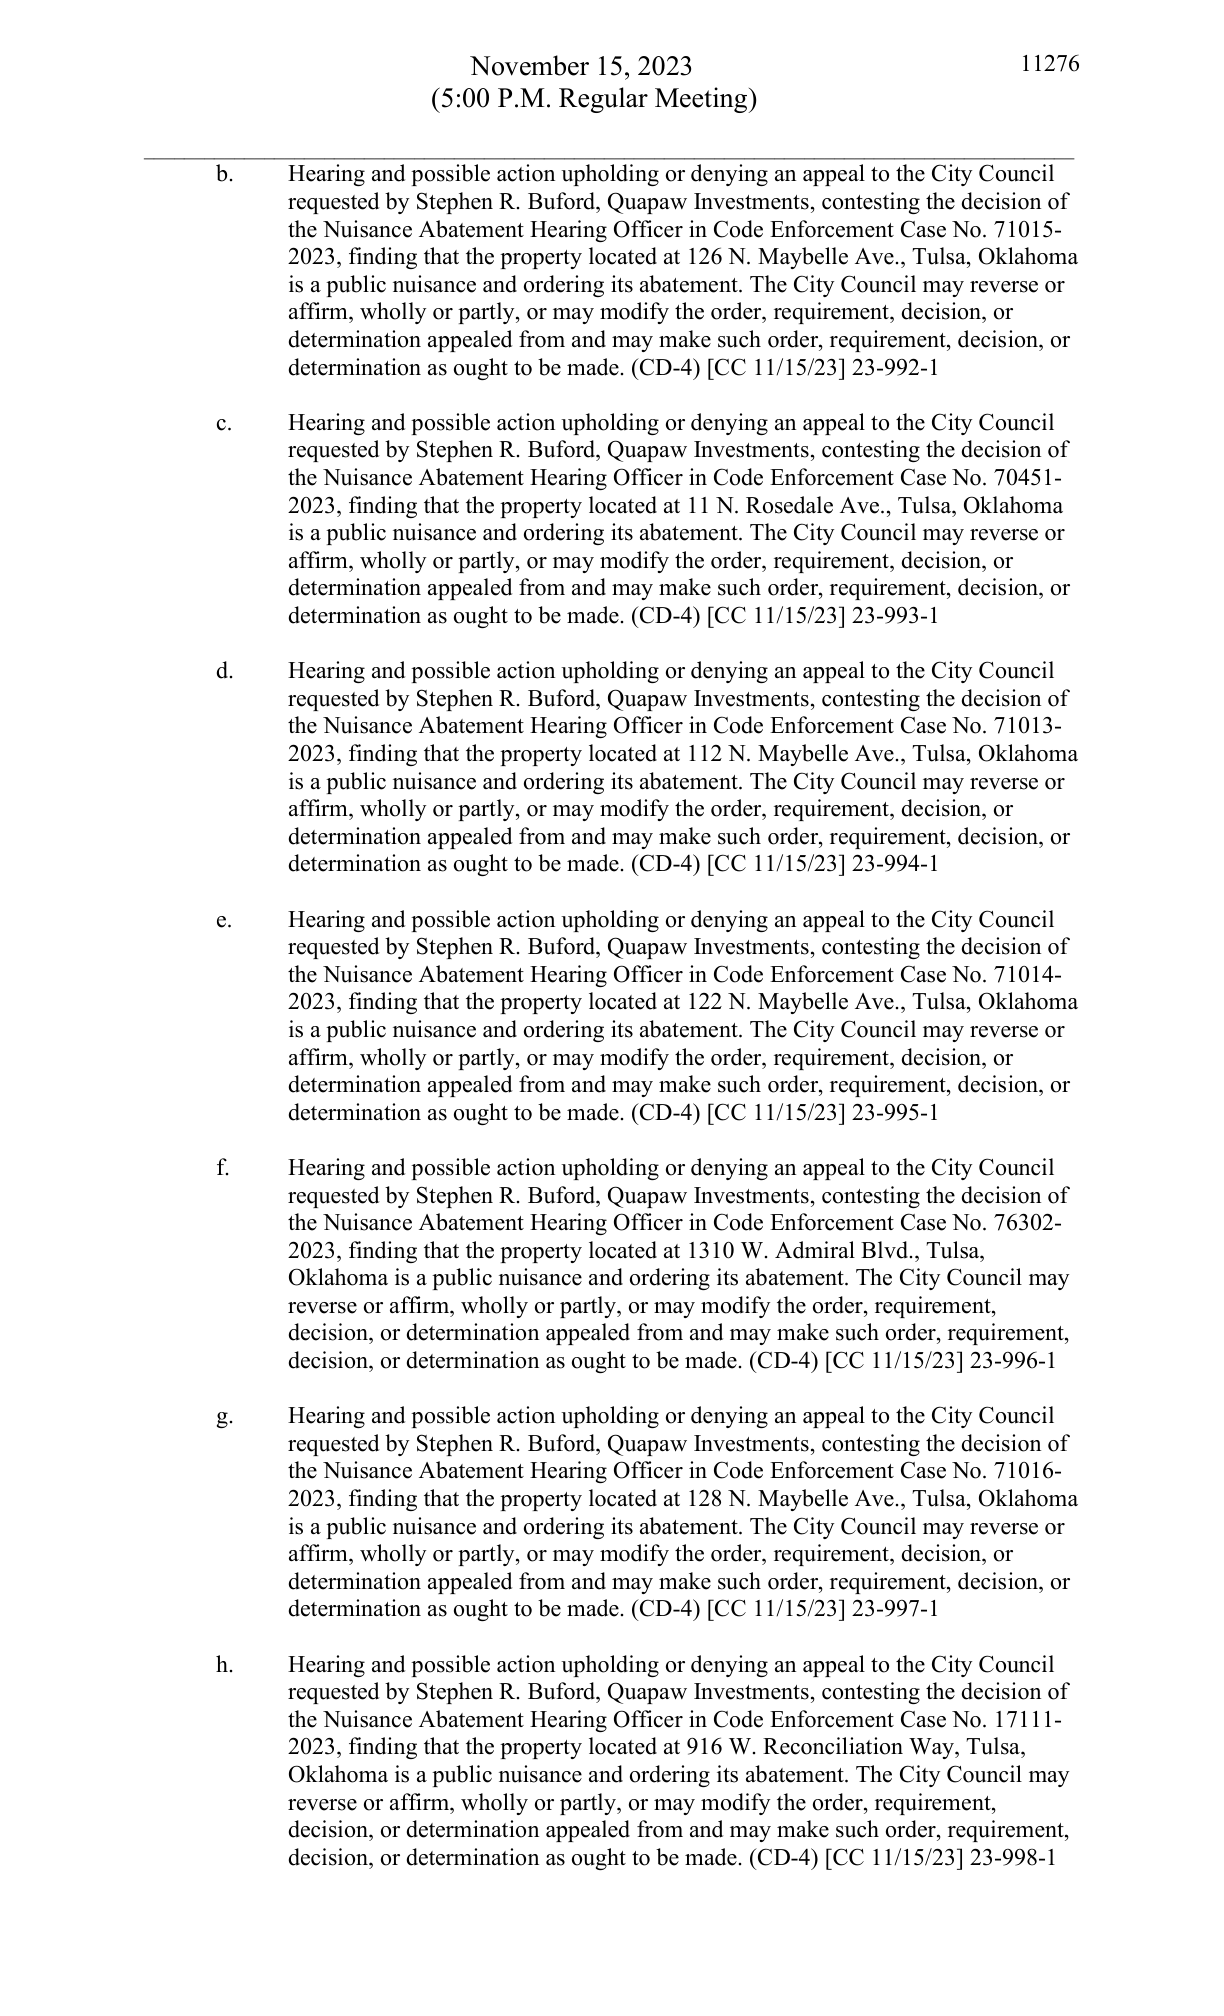 November 15, 2023
11276
(5:00 P.M. Regular Meeting)
b. Hearing and possible action upholding or denying an appeal to the City Council
requested by Stephen R. Buford, Quapaw Investments, contesting the decision of
the Nuisance Abatement Hearing Officer in Code Enforcement Case No. 71015-
2023, finding that the property located at 126 N. Maybelle Ave., Tulsa, Oklahoma
is a public nuisance and ordering its abatement. The City Council may reverse or
affirm, wholly or partly, or may modify the order, requirement, decision, or
determination appealed from and may make such order, requirement, decision, or
determination as ought to be made. (CD-4) [CC 11/15/23] 23-992-1
c. Hearing and possible action upholding or denying an appeal to the City Council
requested by Stephen R. Buford, Quapaw Investments, contesting the decision of
the Nuisance Abatement Hearing Officer in Code Enforcement Case No. 70451-
2023, finding that the property located at 11 N. Rosedale Ave., Tulsa, Oklahoma
is a public nuisance and ordering its abatement. The City Council may reverse or
affirm, wholly or partly, or may modify the order, requirement, decision, or
determination appealed from and may make such order, requirement, decision, or
determination as ought to be made. (CD-4) [CC 11/15/23] 23-993-1
d. Hearing and possible action upholding or denying an appeal to the City Council
requested by Stephen R. Buford, Quapaw Investments, contesting the decision of
the Nuisance Abatement Hearing Officer in Code Enforcement Case No. 71013-
2023, finding that the property located at 112 N. Maybelle Ave., Tulsa, Oklahoma
is a public nuisance and ordering its abatement. The City Council may reverse or
affirm, wholly or partly, or may modify the order, requirement, decision, or
determination appealed from and may make such order, requirement, decision, or
determination as ought to be made. (CD-4) [CC 11/15/23] 23-994-1
e. Hearing and possible action upholding or denying an appeal to the City Council
requested by Stephen R. Buford, Quapaw Investments, contesting the decision of
the Nuisance Abatement Hearing Officer in Code Enforcement Case No. 71014-
2023, finding that the property located at 122 N. Maybelle Ave., Tulsa, Oklahoma
is a public nuisance and ordering its abatement. The City Council may reverse or
affirm, wholly or partly, or may modify the order, requirement, decision, or
determination appealed from and may make such order, requirement, decision, or
determination as ought to be made. (CD-4) [CC 11/15/23] 23-995-1
f. Hearing and possible action upholding or denying an appeal to the City Council
requested by Stephen R. Buford, Quapaw Investments, contesting the decision of
the Nuisance Abatement Hearing Officer in Code Enforcement Case No. 76302-
2023, finding that the property located at 1310 W. Admiral Blvd., Tulsa,
Oklahoma is a public nuisance and ordering its abatement. The City Council may
reverse or affirm, wholly or partly, or may modify the order, requirement,
decision, or determination appealed from and may make such order, requirement,
decision, or determination as ought to be made. (CD-4) [CC 11/15/23] 23-996-1
g. Hearing and possible action upholding or denying an appeal to the City Council
requested by Stephen R. Buford, Quapaw Investments, contesting the decision of
the Nuisance Abatement Hearing Officer in Code Enforcement Case No. 71016-
2023, finding that the property located at 128 N. Maybelle Ave., Tulsa, Oklahoma
is a public nuisance and ordering its abatement. The City Council may reverse or
affirm, wholly or partly, or may modify the order, requirement, decision, or
determination appealed from and may make such order, requirement, decision, or
determination as ought to be made. (CD-4) [CC 11/15/23] 23-997-1
h. Hearing and possible action upholding or denying an appeal to the City Council
requested by Stephen R. Buford, Quapaw Investments, contesting the decision of
the Nuisance Abatement Hearing Officer in Code Enforcement Case No. 17111-
2023, finding that the property located at 916 W. Reconciliation Way, Tulsa,
Oklahoma is a public nuisance and ordering its abatement. The City Council may
reverse or affirm, wholly or partly, or may modify the order, requirement,
decision, or determination appealed from and may make such order, requirement,
decision, or determination as ought to be made. (CD-4) [CC 11/15/23] 23-998-1